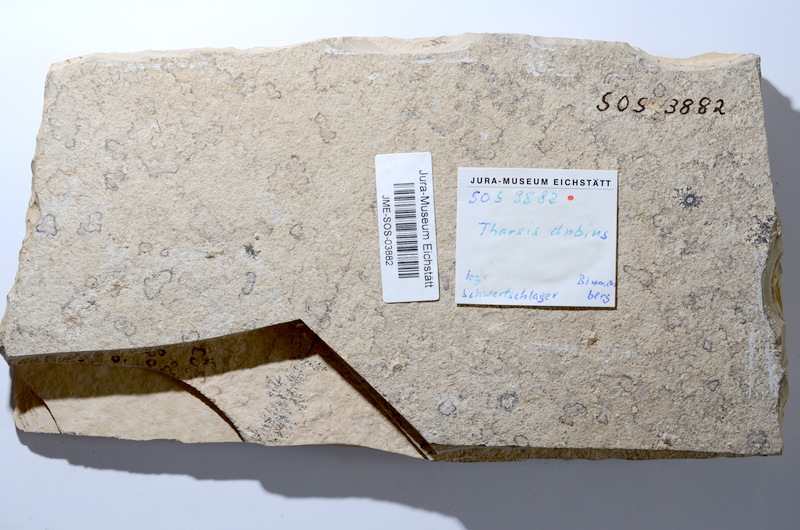 SOS 3882
Jura-Museum Eichstätt
JME-SOS-03882
JURA-MUSEUM EICHSTÄTT
SOS 3882
Tharsis dubius
leg.
Schwertschlager
Blumen-
berg